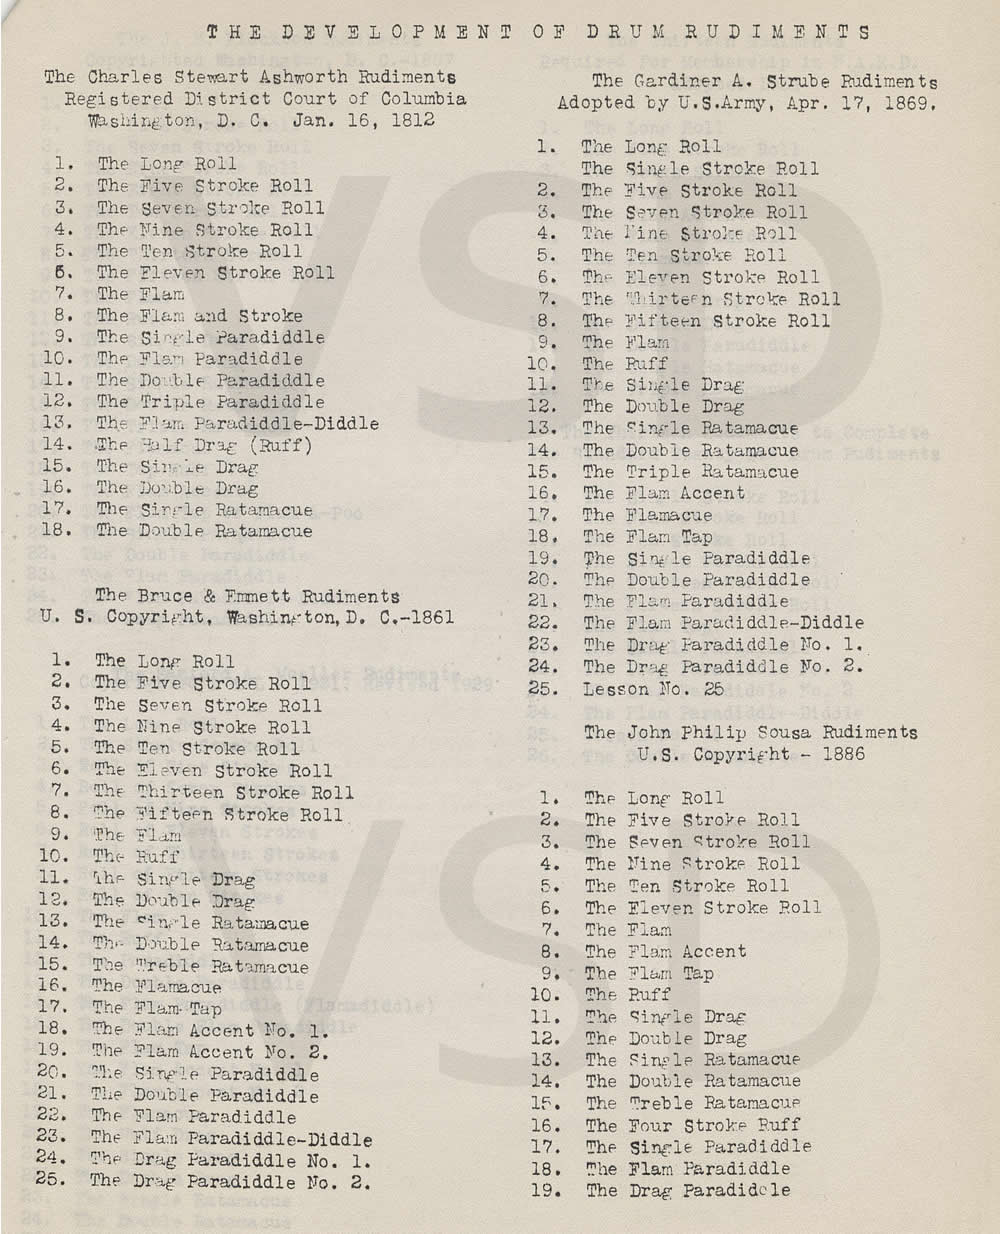 THE DEVELOPMENT OF DRUM RUDIMENTS
The Charles Stewart Ashworth Rudiments
Registered District Court of Columbia
Washington, D. C. Jan. 16, 1812
1. The Long Roll
2. The Five Stroke Roll
3. The Seven Stroke Roll
4. The Nine Stroke Roll
5. The Ten Stroke Roll
6. The Eleven Stroke Roll
7. The Flam
8. The Flam and Stroke
9. The Single Paradiddle
10. The Flam Paradiddle
11. The Double Paradiddle
12. The Triple Paradiddle
13. The Flam Paradiddle-Diddle
14. The Half Drag (Ruff)
15. The Single Drag
16. The Double Drag
17. The Single Ratamacue
18. The Double Ratamacue
The Bruce & Emmett Rudiments
U. S. Copyright, Washington, D. C.-1861
1. The Long Roll
2. The Five Stroke Roll
3. The Seven Stroke Roll
4. The Nine Stroke Roll
5. The Ten Stroke Roll
6. The Eleven Stroke Roll
7. The Thirteen Stroke Roll
8. The Fifteen Stroke Roll
9. The Flam
10. The Ruff
11. The Single Drag
12. The Double Drag
13. The Single Ratamacue
14. The Double Ratamacue
15. The Treble Ratamacue
16. The Flamacue
17. The Flam-Tap
18. The Flam Accent No. 1.
19. The Flam Accent No. 2.
20. The Single Paradiddle
21. The Double Paradiddle
22. The Flam Paradiddle
23. The Flam Paradiddle-Diddle
24. The Drag Paradiddle No. 1.
25. The Drag Paradiddle No. 2.
The Gardiner A. Strube Rudiments
Adopted by U.S.Army, Apr. 17, 1869.
1. The Long Roll
The Single Stroke Roll
2. The Five Stroke Roll
3. The Seven Stroke Roll
4. The Nine Stroke Roll
5. The Ten Stroke Roll
6. The Eleven Stroke Roll
7. The Thirteen Stroke Roll
8. The Fifteen Stroke Roll
9. The Flam
10. The Ruff
11. The Single Drag
12. The Double Drag
13. The Single Ratamacue
14. The Double Ratamacue
15. The Triple Ratamacue
16. The Flam Accent
17. The Flamacue
18. The Flam Tap
19. The Single Paradiddle
20. The Double Paradiddle
21. The Flam Paradiddle
22. The Flam Paradiddle-Diddle
23. The Drag Paradiddle No. 1.
24. The Drag Paradiddle No. 2.
25. Lesson No. 25
The John Philip Sousa Rudiments
U.S. Copyright - 1886
1. The Long Roll
2. The Five Stroke Roll
3. The Seven Stroke Roll
4. The Nine Stroke Roll
5. The Ten Stroke Roll
6. The Eleven Stroke Roll
7. The Flam
8. The Flam Accent
9. The Flam Tap
10. The Ruff
11. The Single Drag
12. The Double Drag
13. The Single Ratamacue
14. The Double Ratamacue
15. The Treble Ratamacue
16. The Four Stroke Ruff
17. The Single Paradiddle
18. The Flam Paradiddle
19. The Drag Paradiddle
VSD
VSD